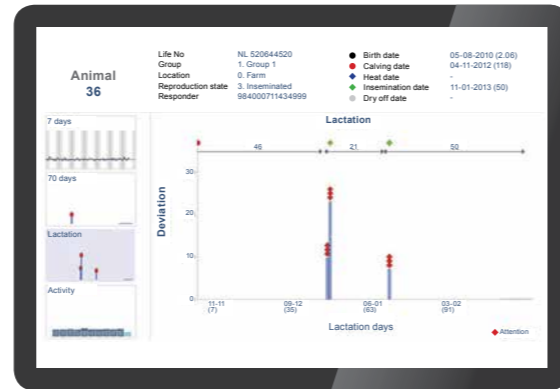 Animal
36
Life No NL 520644520
Group 1. Group 1
Location 0. Farm
Reproduction state 3. Inseminated
Responder 984000711434999
Birth date 05-08-2010 (2.06)
Calving date 04-11-2012 (118)
Heat date -
Insemination date 11-01-2013 (50)
Dry off date -
7 days
70 days
Lactation
Activity
Lactation
46 21 50
Deviation
30
20
10
0
11-11 09-12 06-01 03-02
(7) (35) (63) (91)
Lactation days
Attention